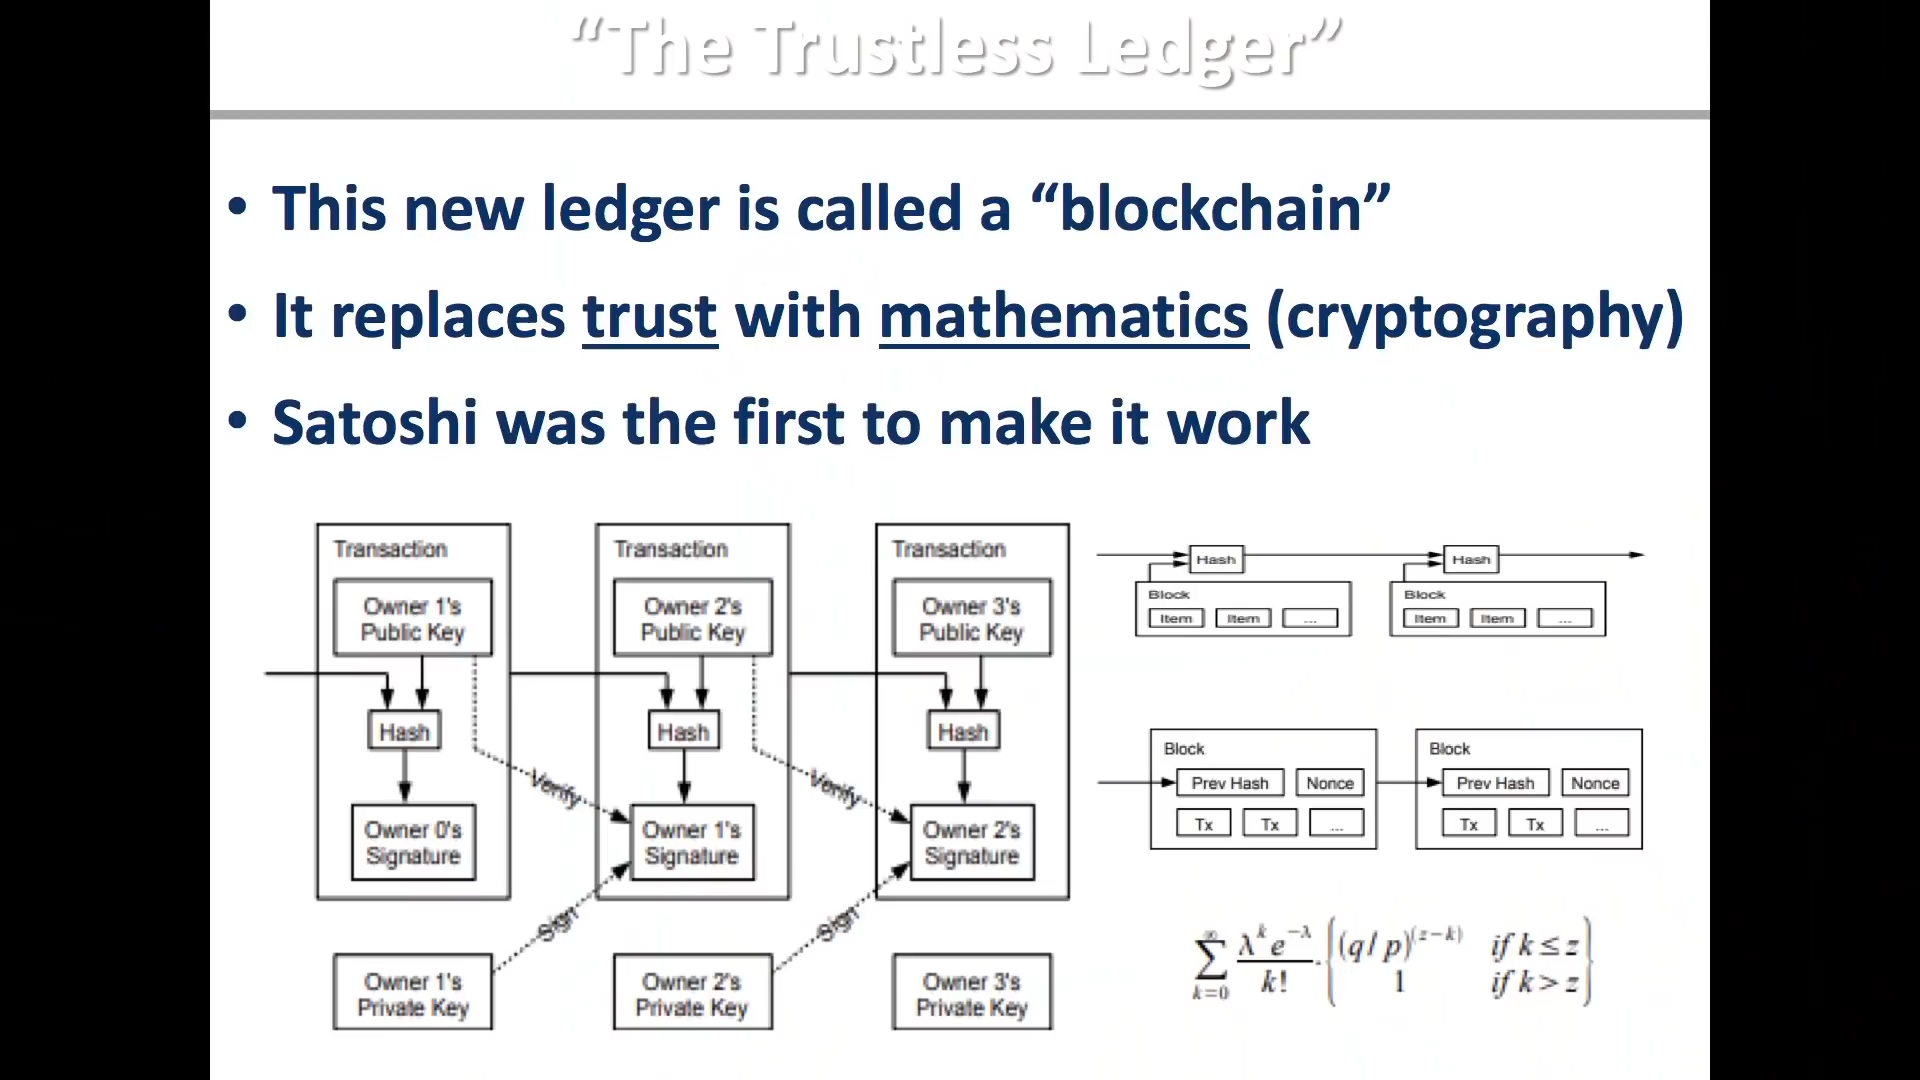 “The Trustless Ledger”
• This new ledger is called a “blockchain”
• It replaces trust with mathematics (cryptography)
• Satoshi was the first to make it work
Transaction
Owner 1's
Public Key
Hash
Owner 0's
Signature
Owner 1's
Private Key
Verify
Sign
Transaction
Owner 2's
Public Key
Hash
Owner 1's
Signature
Owner 2's
Private Key
Verify
Sign
Transaction
Owner 3's
Public Key
Hash
Owner 2's
Signature
Owner 3's
Private Key
Hash
Block
Item Item ...
Hash
Block
Item Item ...
Block
Prev Hash Nonce
Tx Tx ...
Block
Prev Hash Nonce
Tx Tx ...
∑ k=0 ∞ λ^k e^−λ / k! · { (q/p)^(z−k) if k≤z
1 if k>z }